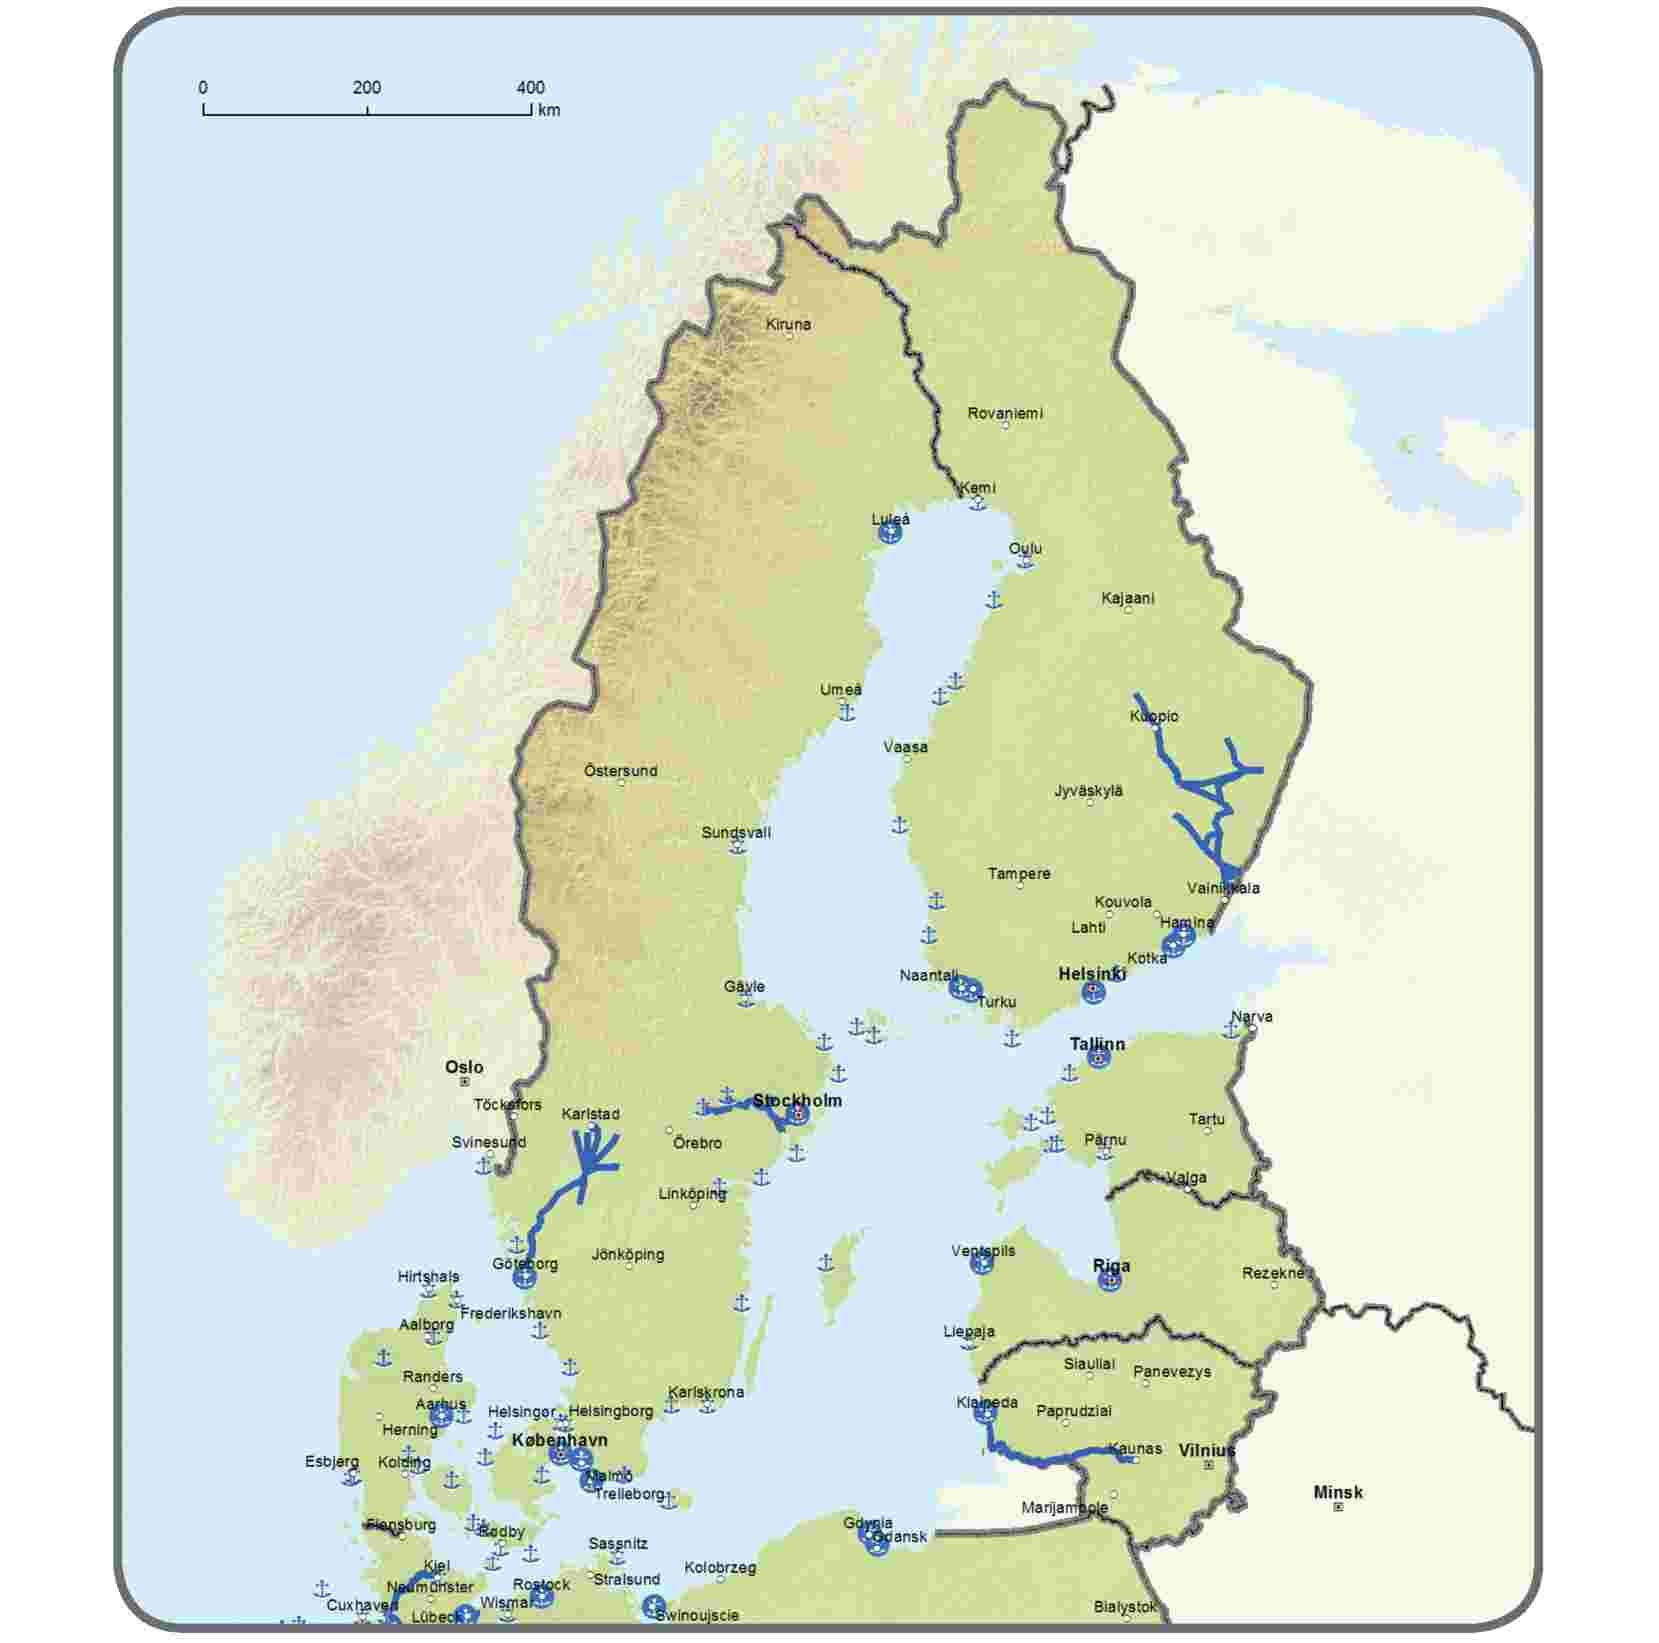 0 200 400
km
Kiruna
Rovaniemi
Kemi
Luleå
Oulu
Kajaani
Umeå
Kuopio
Vaasa
Östersund
Jyväskylä
Sundsvall
Tampere
Vainikkala
Kouvola
Hamina
Lahti
Kotka
Naantali
Helsinki
Gävle
Turku
Narva
Tallinn
Oslo
Stockholm
Töcksfors
Karlstad
Tartu
Svinesund
Örebro
Pärnu
Valga
Linköping
Ventspils
Jönköping
Göteborg
Riga
Rezekne
Hirtshals
Frederikshavn
Aalborg
Liepaja
Siauliai
Panevezys
Randers
Karlskrona
Aarhus
Klaipeda
Helsingør
Helsingborg
Paprudziai
Herning
København
Kaunas
Vilnius
Esbjerg
Kolding
Malmö
Minsk
Trelleborg
Marijampole
Flensburg
Gdynia
Rødby
Gdansk
Sassnitz
Kiel
Kolobrzeg
Stralsund
Neumünster
Rostock
Cuxhaven
Wismar
Bialystok
Lübeck
Swinoujscie